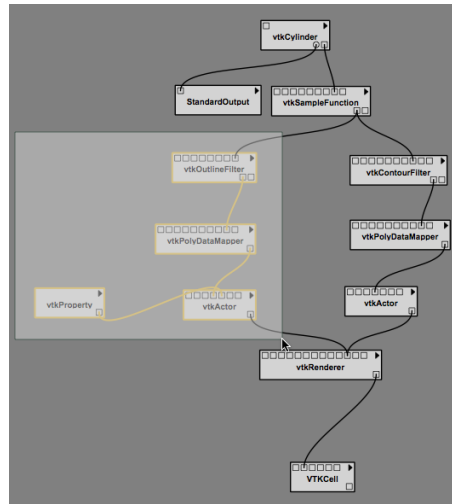 vtkCylinder
StandardOutput
vtkSampleFunction
vtkOutlineFilter
vtkContourFilter
vtkPolyDataMapper
vtkPolyDataMapper
vtkProperty
vtkActor
vtkActor
vtkRenderer
VTKCell